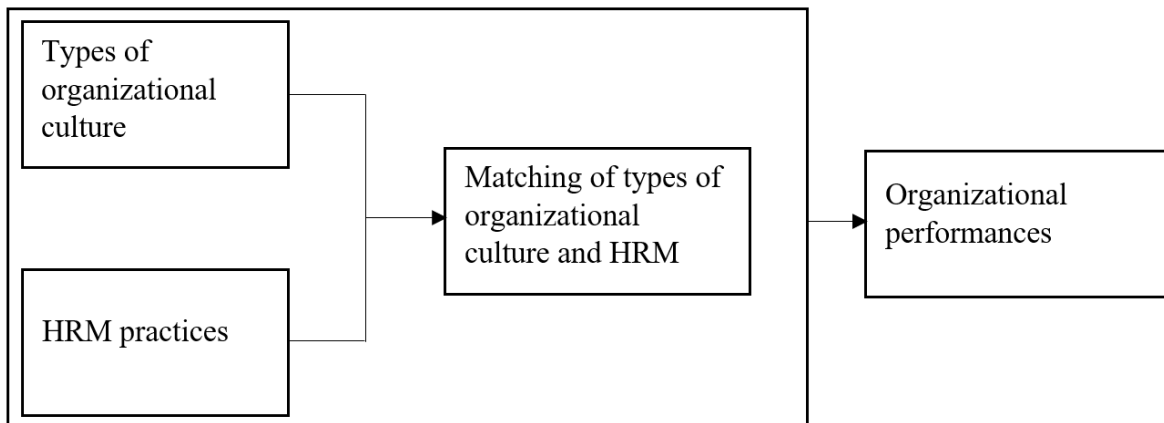 Types of
organizational
culture
HRM practices
Matching of types of
organizational
culture and HRM
Organizational
performances